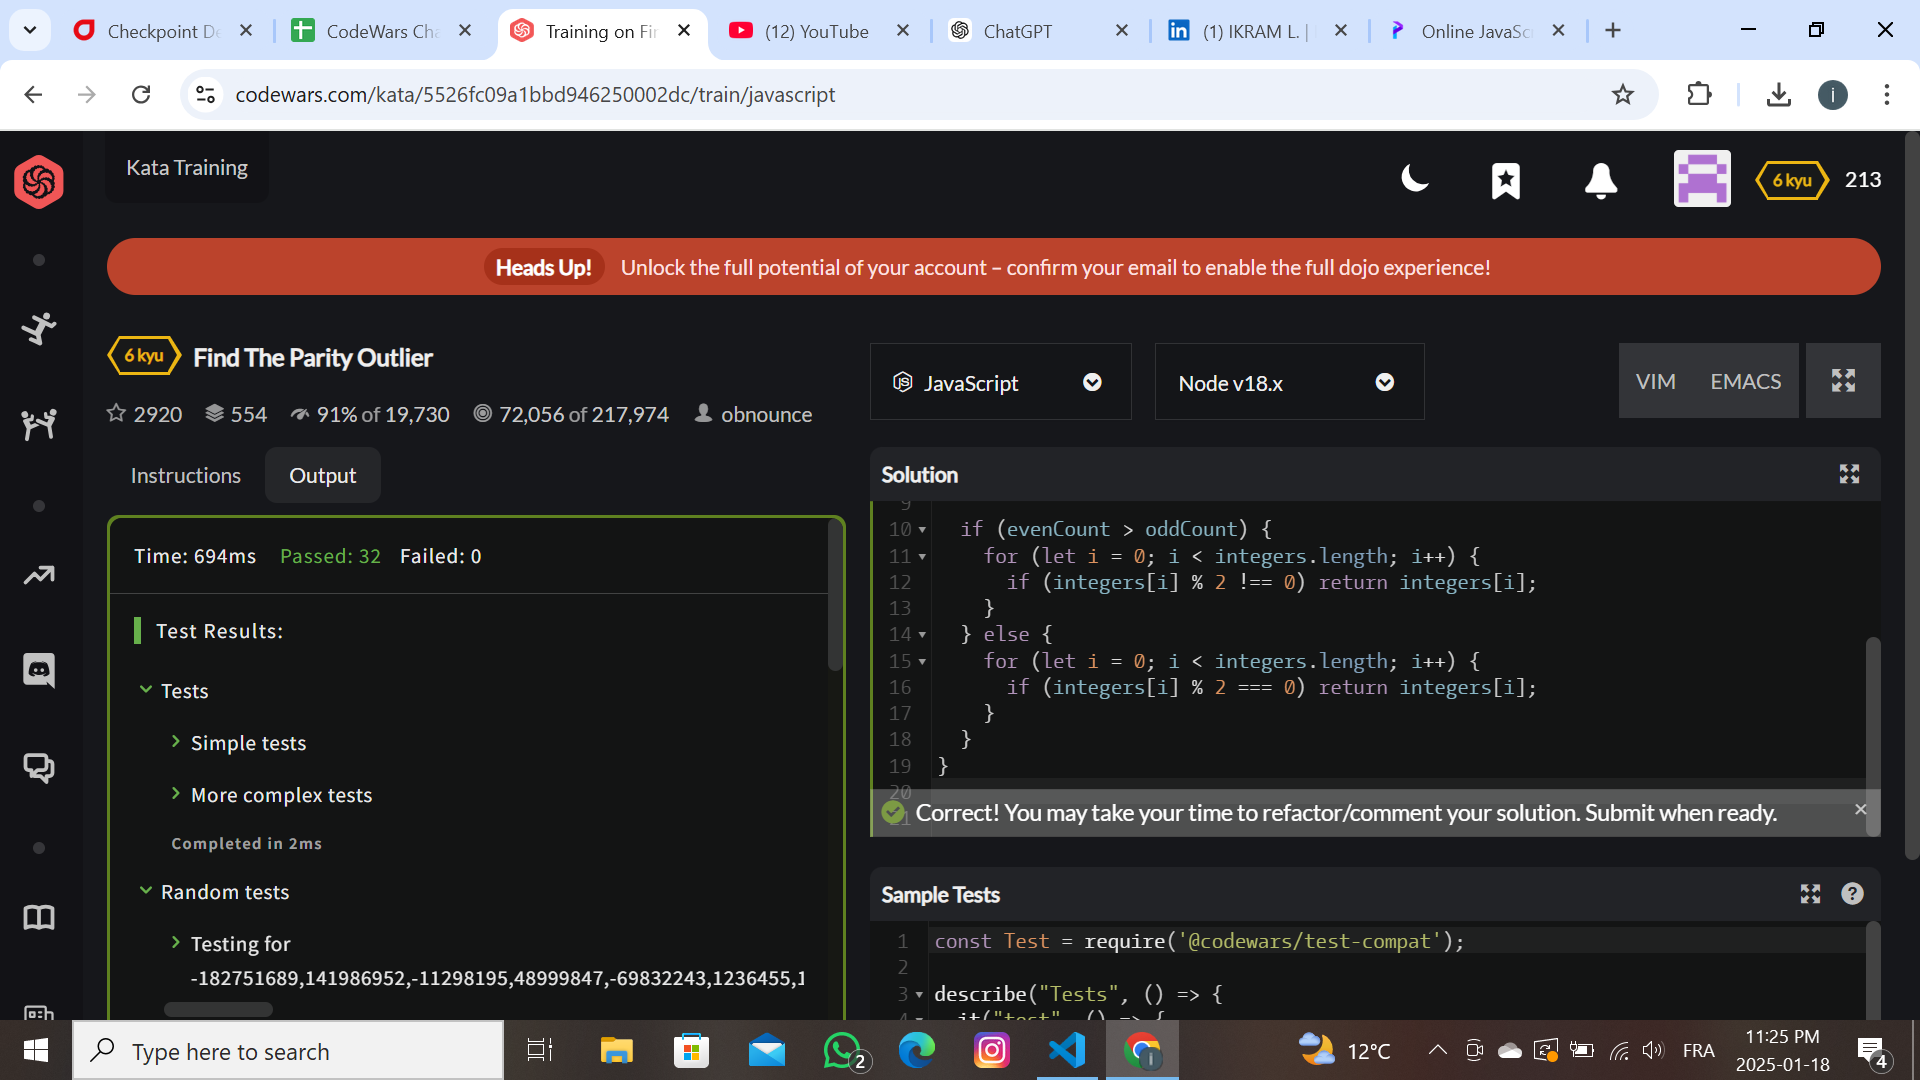 Checkpoint De
CodeWars Cha
Training on Fin
(12) YouTube
ChatGPT
(1) IKRAM L. |
Online JavaSc
codewars.com/kata/5526fc09a1bbd946250002dc/train/javascript
i
Kata Training
6 kyu
213
Heads Up!
Unlock the full potential of your account – confirm your email to enable the full dojo experience!
6 kyu
Find The Parity Outlier
2920
554
91% of 19,730
72,056 of 217,974
obnounce
JavaScript
Node v18.x
VIM
EMACS
Instructions
Output
Time: 694ms
Passed: 32
Failed: 0
Test Results:
Tests
Simple tests
More complex tests
Completed in 2ms
Random tests
Testing for
-182751689,141986952,-11298195,48999847,-69832243,1236455,1
Solution
9
10 if (evenCount > oddCount) {
11 for (let i = 0; i < integers.length; i++) {
12 if (integers[i] % 2 !== 0) return integers[i];
13 }
14 } else {
15 for (let i = 0; i < integers.length; i++) {
16 if (integers[i] % 2 === 0) return integers[i];
17 }
18 }
19 }
20
21
Correct! You may take your time to refactor/comment your solution. Submit when ready.
Sample Tests
1 const Test = require('@codewars/test-compat');
2
3 describe("Tests", () => {
4 it("test", () => {
Type here to search
2
i
12°C
FRA
11:25 PM
2025-01-18
4